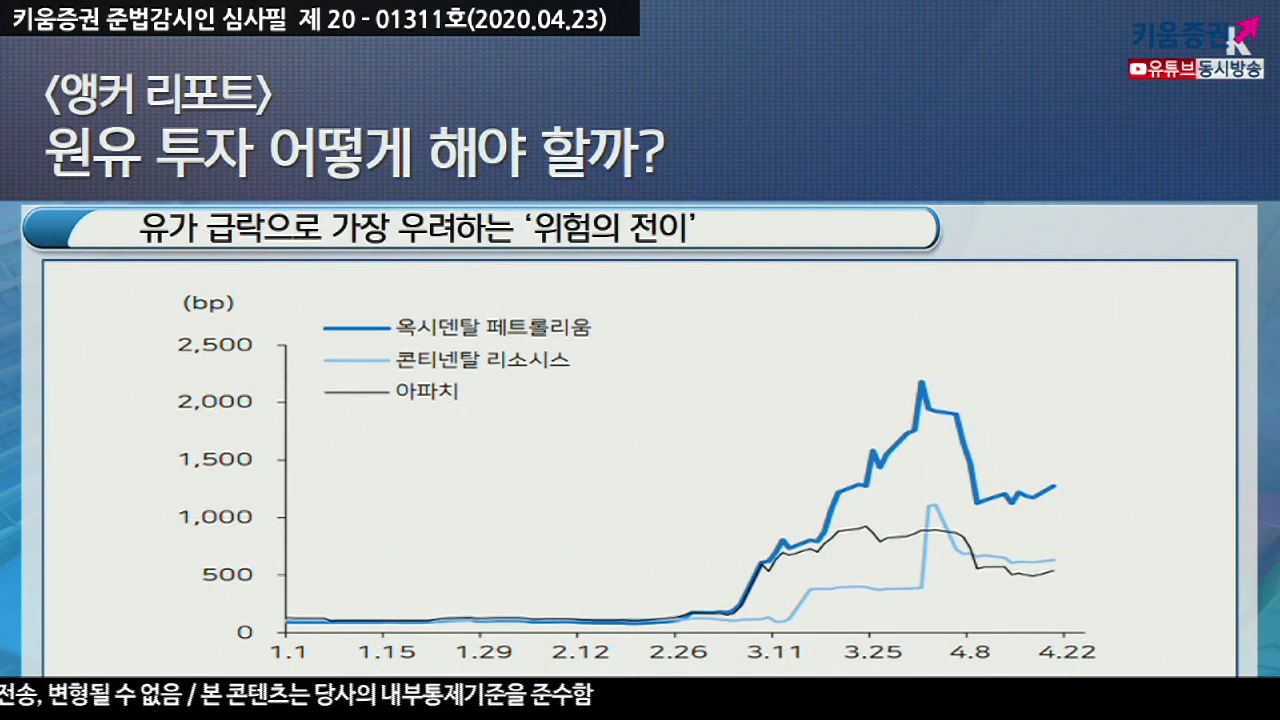 키움증권 준법감시인 심사필 제 20 - 01311호(2020.04.23)
키움증권
유튜브 동시방송
<앵커 리포트>
원유 투자 어떻게 해야 할까?
유가 급락으로 가장 우려하는 ‘위험의 전이’
(bp)
옥시덴탈 페트롤리움
콘티넨탈 리소시스
아파치
2,500
2,000
1,500
1,000
500
0
1.1 1.15 1.29 2.12 2.26 3.11 3.25 4.8 4.22
전송, 변형될 수 없음 / 본 콘텐츠는 당사의 내부통제기준을 준수함